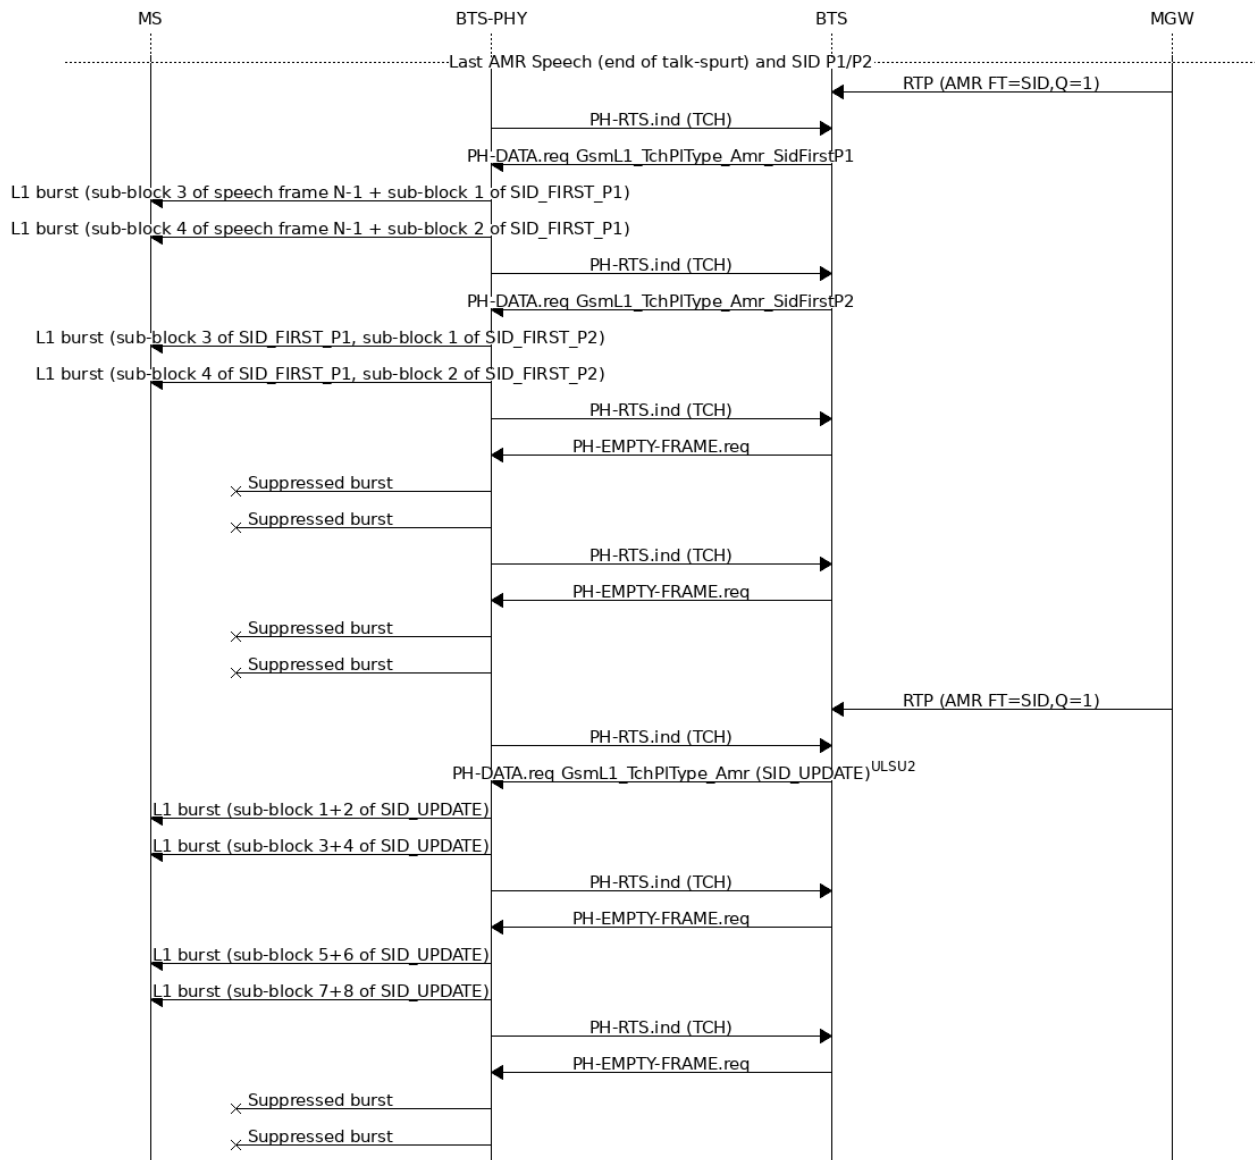 MS BTS-PHY BTS MGW
Last AMR Speech (end of talk-spurt) and SID P1/P2
RTP (AMR FT=SID,Q=1)
PH-RTS.ind (TCH)
PH-DATA.req GsmL1_TchPlType_Amr_SidFirstP1
L1 burst (sub-block 3 of speech frame N-1 + sub-block 1 of SID_FIRST_P1)
L1 burst (sub-block 4 of speech frame N-1 + sub-block 2 of SID_FIRST_P1)
PH-RTS.ind (TCH)
PH-DATA.req GsmL1_TchPlType_Amr_SidFirstP2
L1 burst (sub-block 3 of SID_FIRST_P1, sub-block 1 of SID_FIRST_P2)
L1 burst (sub-block 4 of SID_FIRST_P1, sub-block 2 of SID_FIRST_P2)
PH-RTS.ind (TCH)
PH-EMPTY-FRAME.req
Suppressed burst
Suppressed burst
PH-RTS.ind (TCH)
PH-EMPTY-FRAME.req
Suppressed burst
Suppressed burst
RTP (AMR FT=SID,Q=1)
PH-RTS.ind (TCH)
PH-DATA.req GsmL1_TchPlType_Amr (SID_UPDATE)ULSU2
L1 burst (sub-block 1+2 of SID_UPDATE)
L1 burst (sub-block 3+4 of SID_UPDATE)
PH-RTS.ind (TCH)
PH-EMPTY-FRAME.req
L1 burst (sub-block 5+6 of SID_UPDATE)
L1 burst (sub-block 7+8 of SID_UPDATE)
PH-RTS.ind (TCH)
PH-EMPTY-FRAME.req
Suppressed burst
Suppressed burst